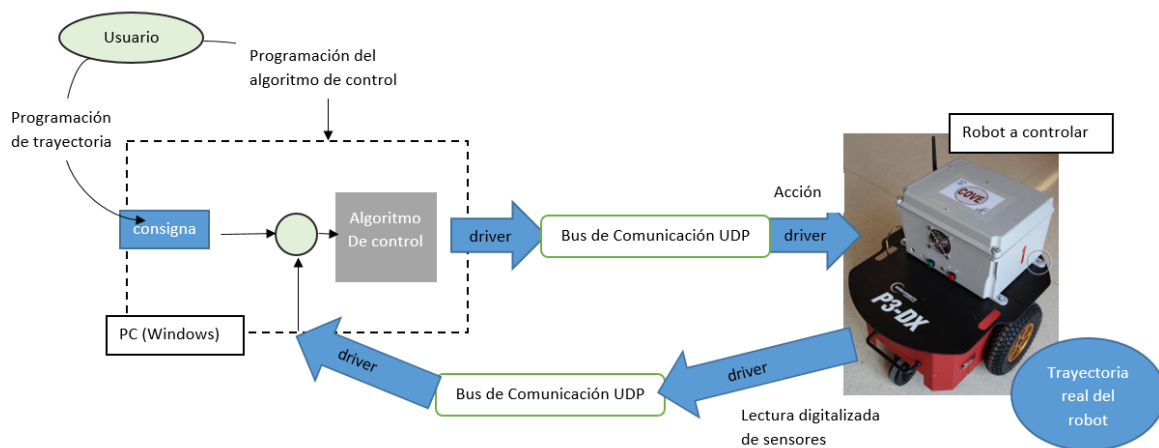 Usuario
Programación del
algoritmo de control
Programación
de trayectoria
Robot a controlar
consigna
Algoritmo
De control
driver
Bus de Comunicación UDP
Acción
driver
COVE
P3-DX
PC (Windows)
driver
Bus de Comunicación UDP
driver
Lectura digitalizada
de sensores
Trayectoria
real del
robot